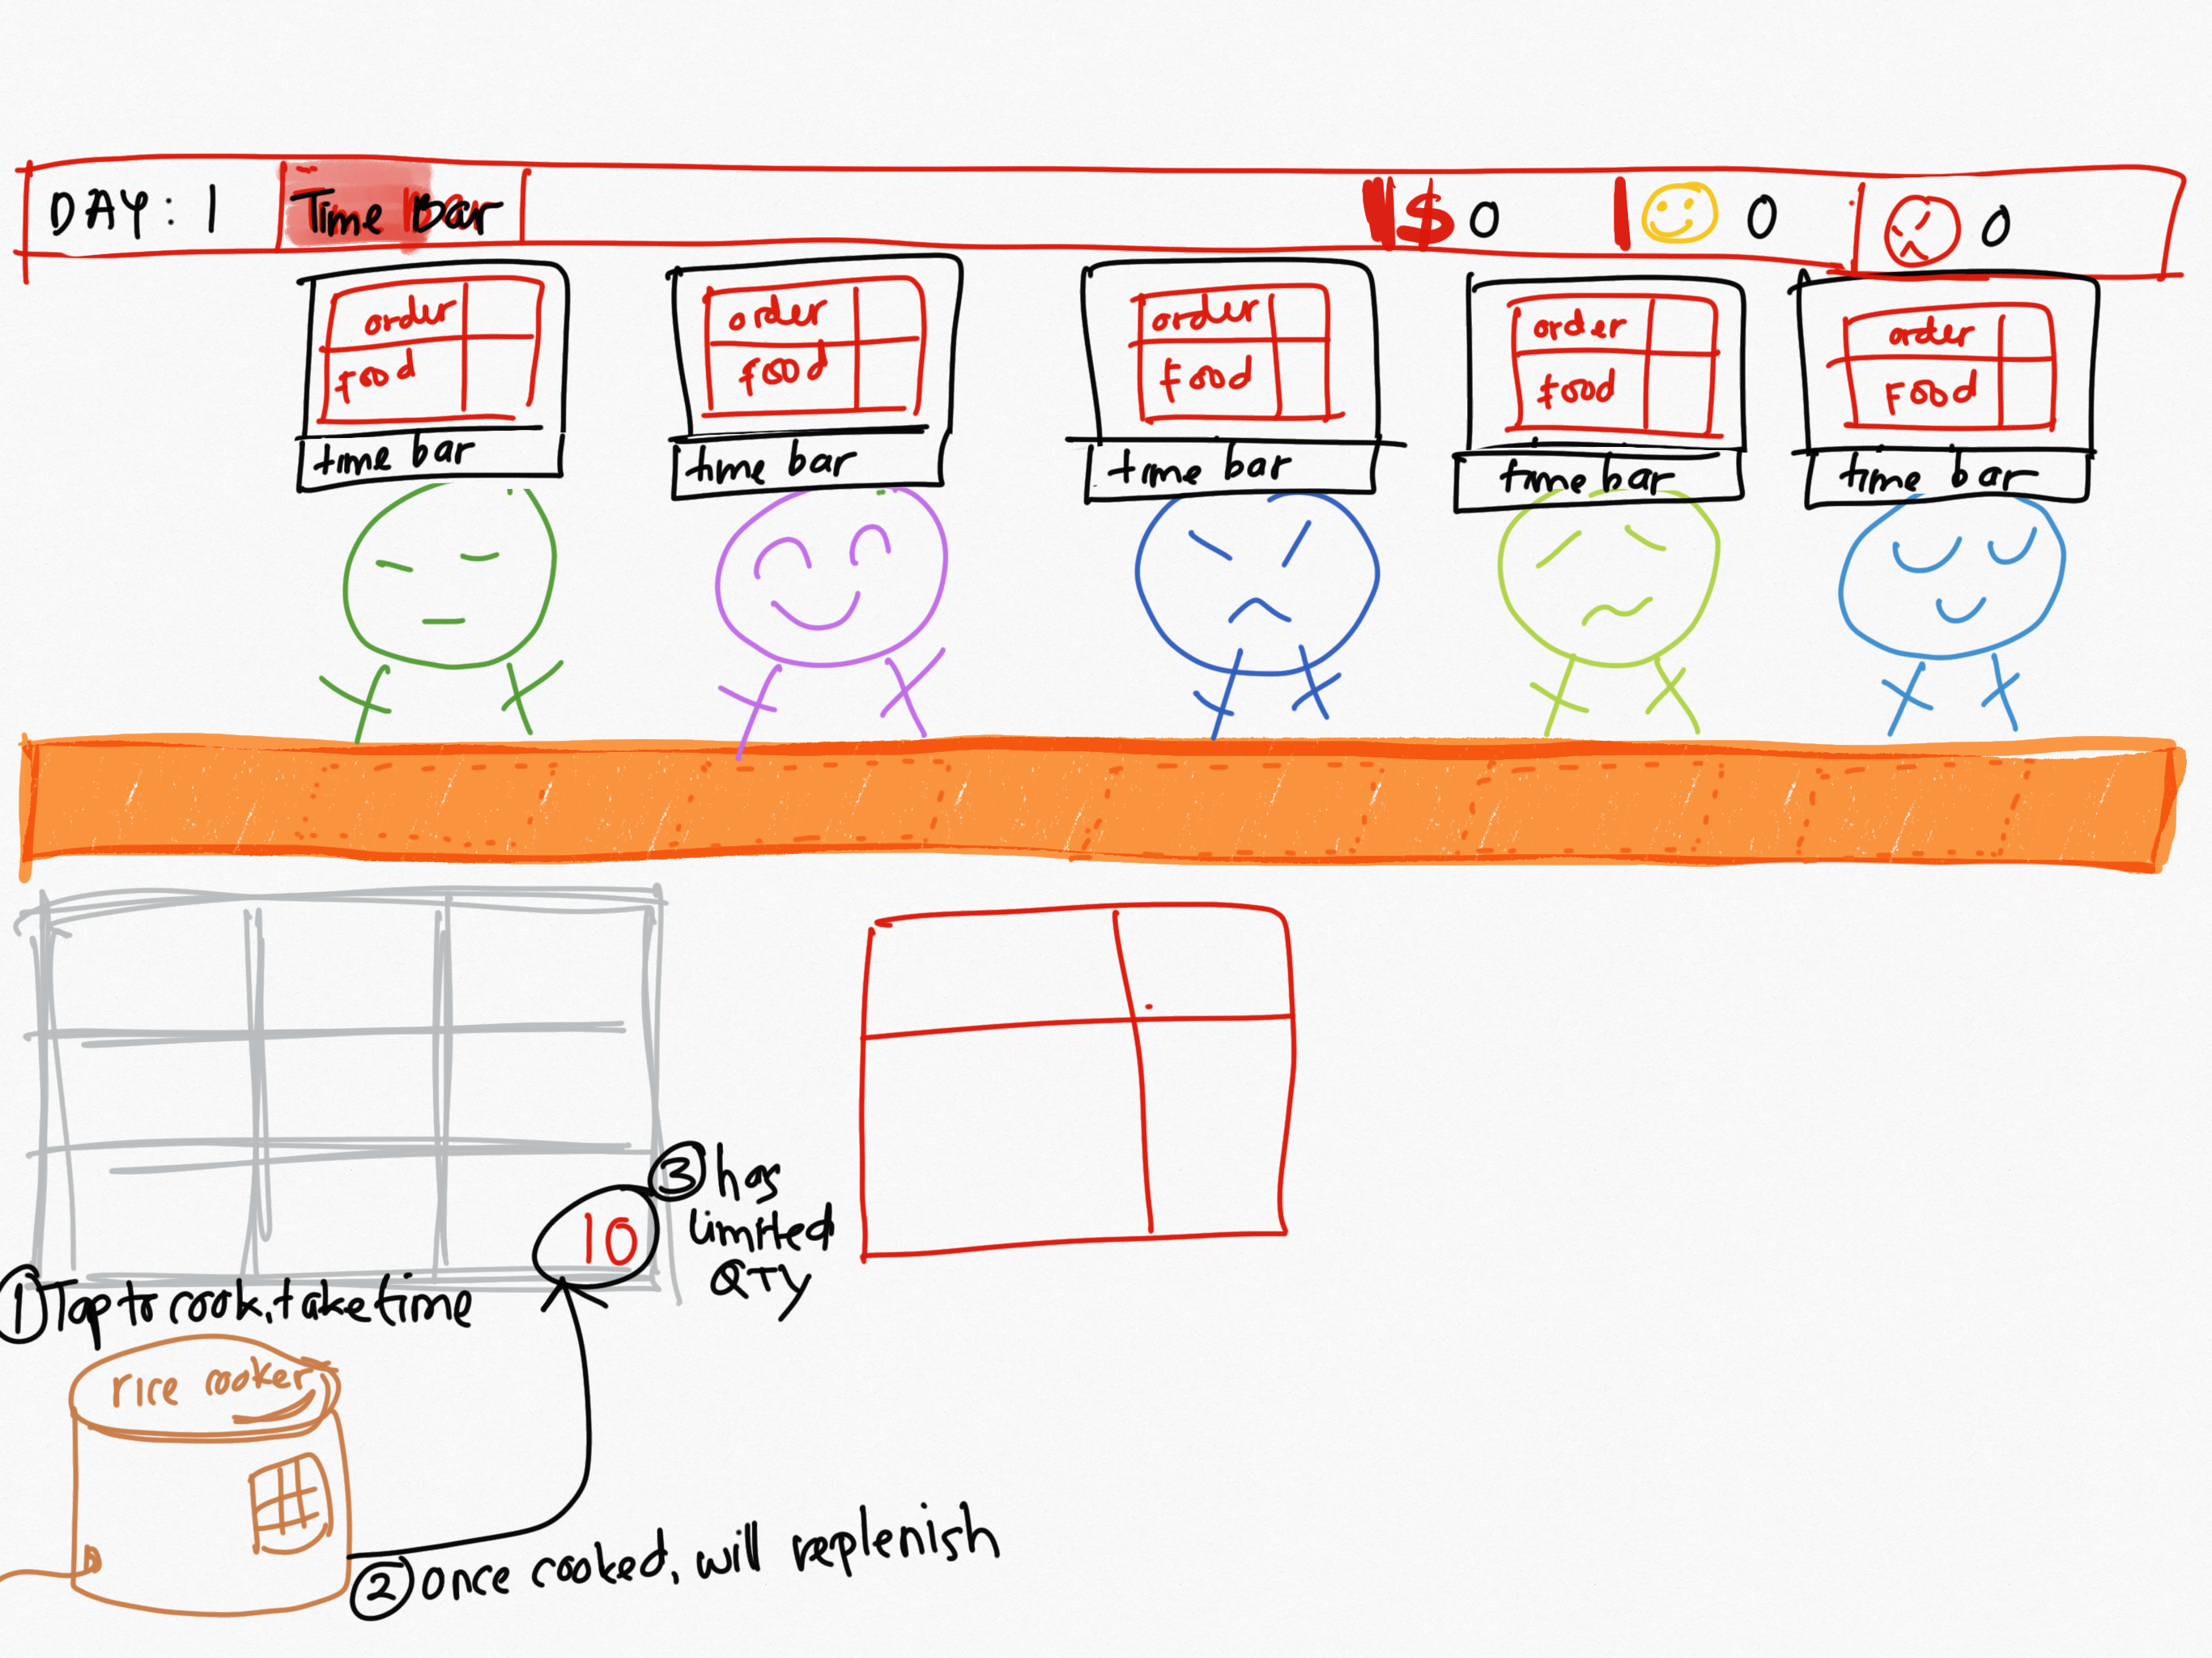 DAY: 1
Time Bar
$ 0
0
0
order
food
time bar
order
food
time bar
order
food
time bar
order
food
time bar
order
Food
time bar
10
③ has
limited
QTY
① Tap to cook, take time
rice cooker
② once cooked, will replenish